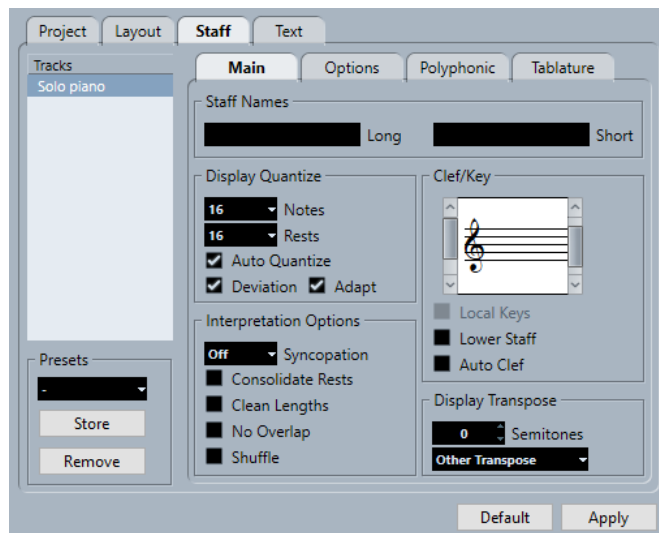 Project Layout Staff Text
Tracks
Solo piano
Main Options Polyphonic Tablature
Staff Names
Long Short
Display Quantize
16 Notes
16 Rests
Auto Quantize
Deviation Adapt
Clef/Key
Local Keys
Lower Staff
Auto Clef
Interpretation Options
Off Syncopation
Consolidate Rests
Clean Lengths
No Overlap
Shuffle
Display Transpose
0 Semitones
Other Transpose
Presets
-
Store
Remove
Default Apply